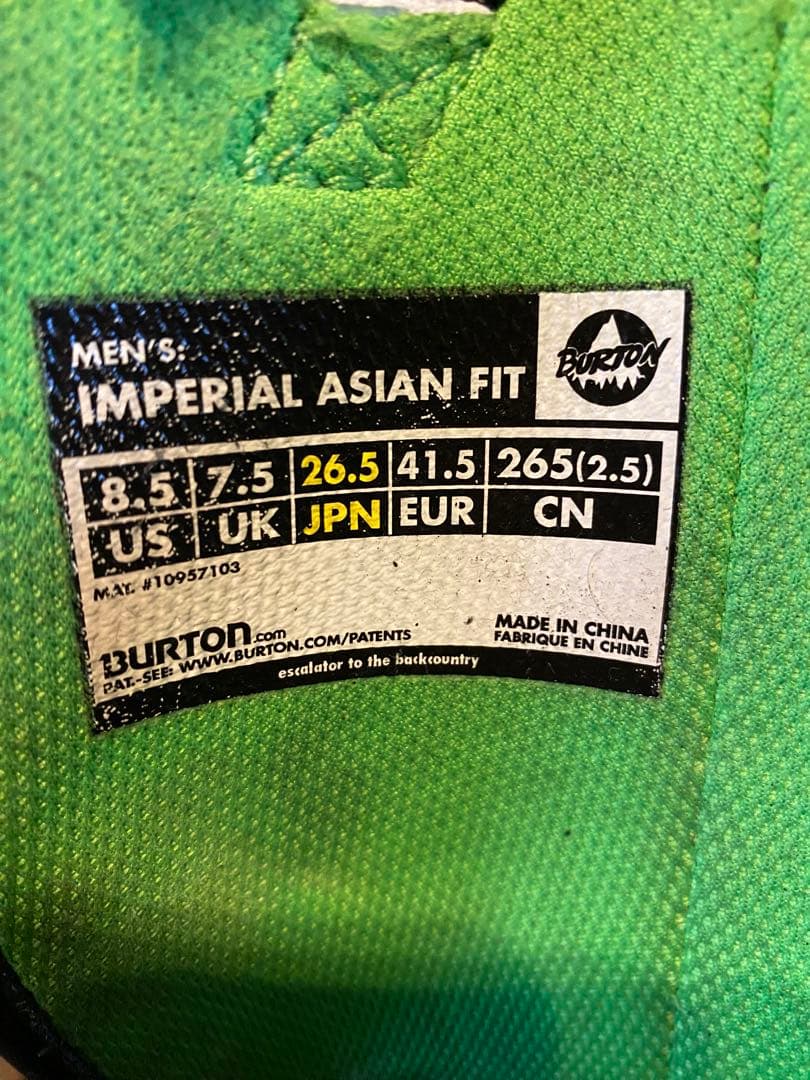 MEN'S:
IMPERIAL ASIAN FIT
BURTON
8.5 7.5 26.5 41.5 265(2.5)
US UK JPN EUR CN
MAT. #10957103
BURTON.com
PAT.-SEE: WWW.BURTON.COM/PATENTS
MADE IN CHINA
FABRIQUE EN CHINE
escalator to the backcountry